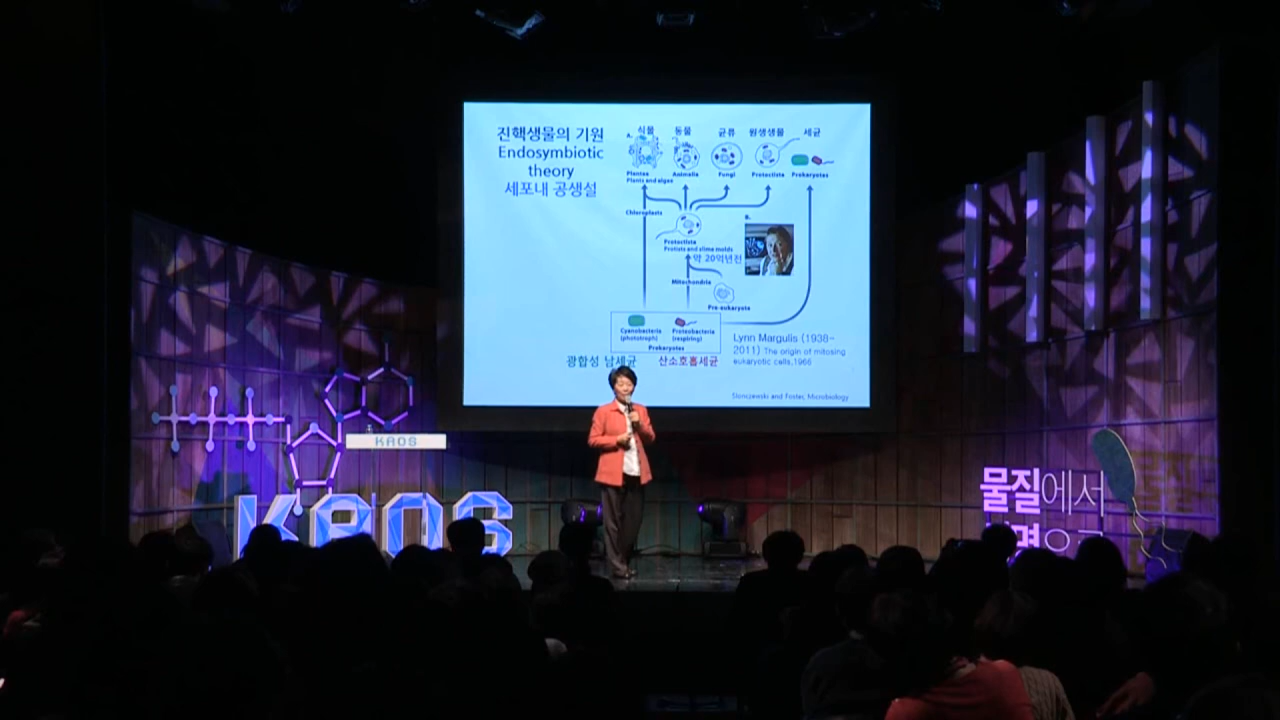 진핵생물의 기원
Endosymbiotic
theory
세포내 공생설
식물 동물 균류 원생생물 세균
A.
Plantae Animalia Fungi Protectista Prokaryotes
Plants and algae
Chloroplasts
B.
Protectista
Protists and slime molds
약 20억년전
Mitochondria
Pre-eukaryote
Cyanobacteria Proteobacteria
(phototroph) (respiring)
Prokaryotes
광합성 남세균 산소호흡세균
Lynn Margulis (1938-
2011) The origin of mitosing
eukaryotic cells,1966
Slonczewski and Foster, Microbiology
KAOS
KAOS
물질에서